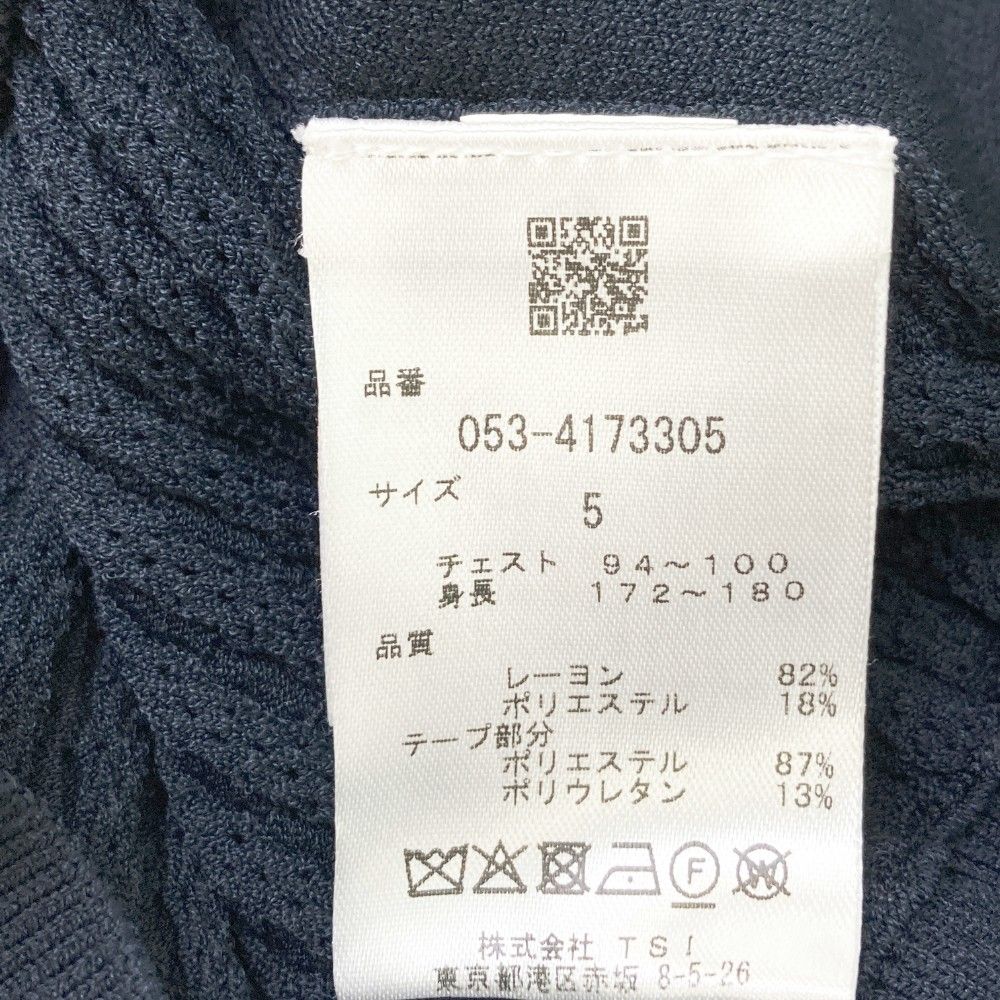 品番
053-4173305
サイズ
5
チェスト 94～100
身長 172～180
品質
レーヨン 82%
ポリエステル 18%
テープ部分
ポリエステル 87%
ポリウレタン 13%
F W
株式会社 TSI
東京都港区赤坂 8-5-26